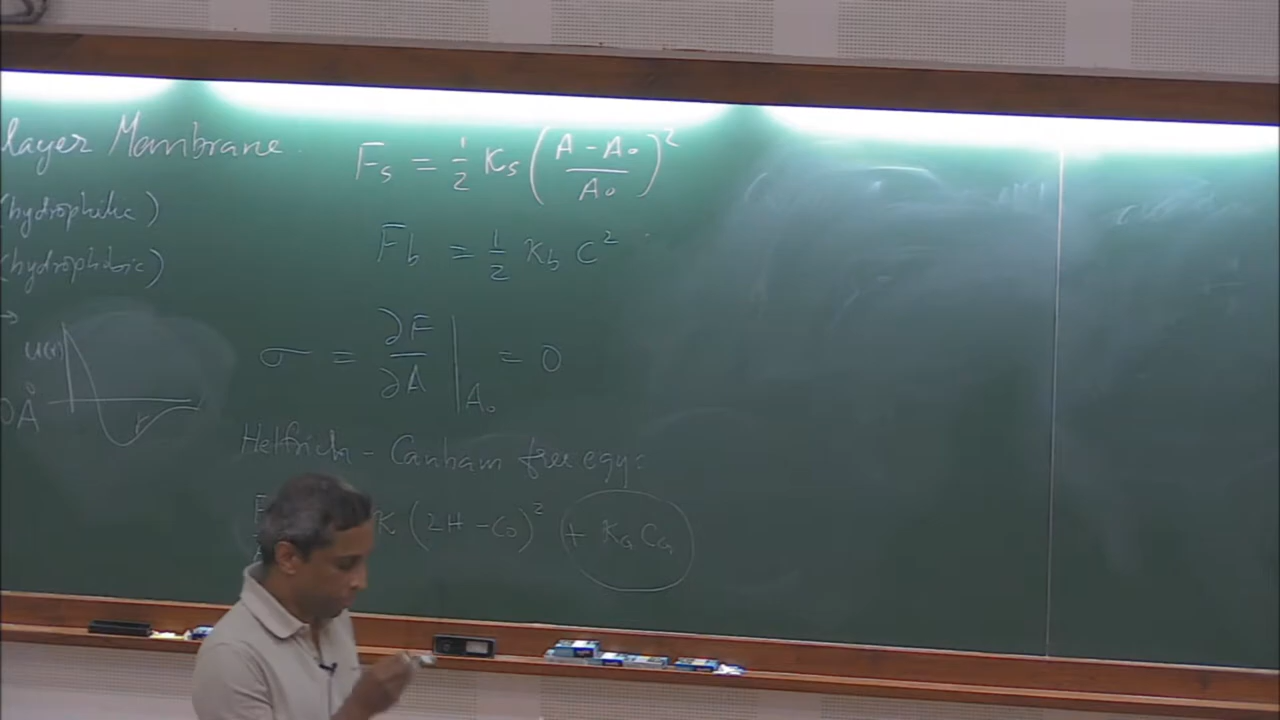 layer Membrane.
(hydrophilic)
(hydrophobic)
→
U(r)
r
0Å
F_s = 1/2 K_s ((A - A_0)/A_0)^2
F_b = 1/2 K_b C^2
σ = ∂F/∂A |_{A_0} = 0
Helfrich - Canham free egy:
K (2H - C_0)^2 + K_G C_G